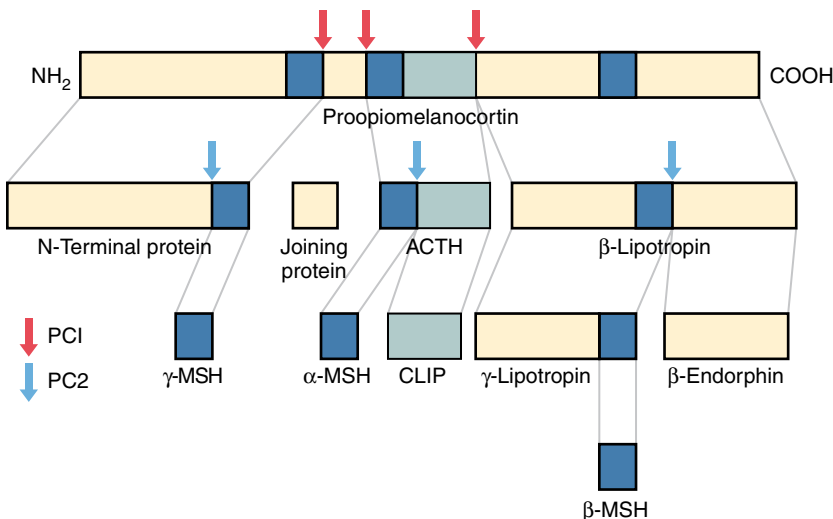 NH2
COOH
Proopiomelanocortin
N-Terminal protein
Joining
protein
ACTH
β-Lipotropin
PCI
PC2
γ-MSH
α-MSH
CLIP
γ-Lipotropin
β-Endorphin
β-MSH